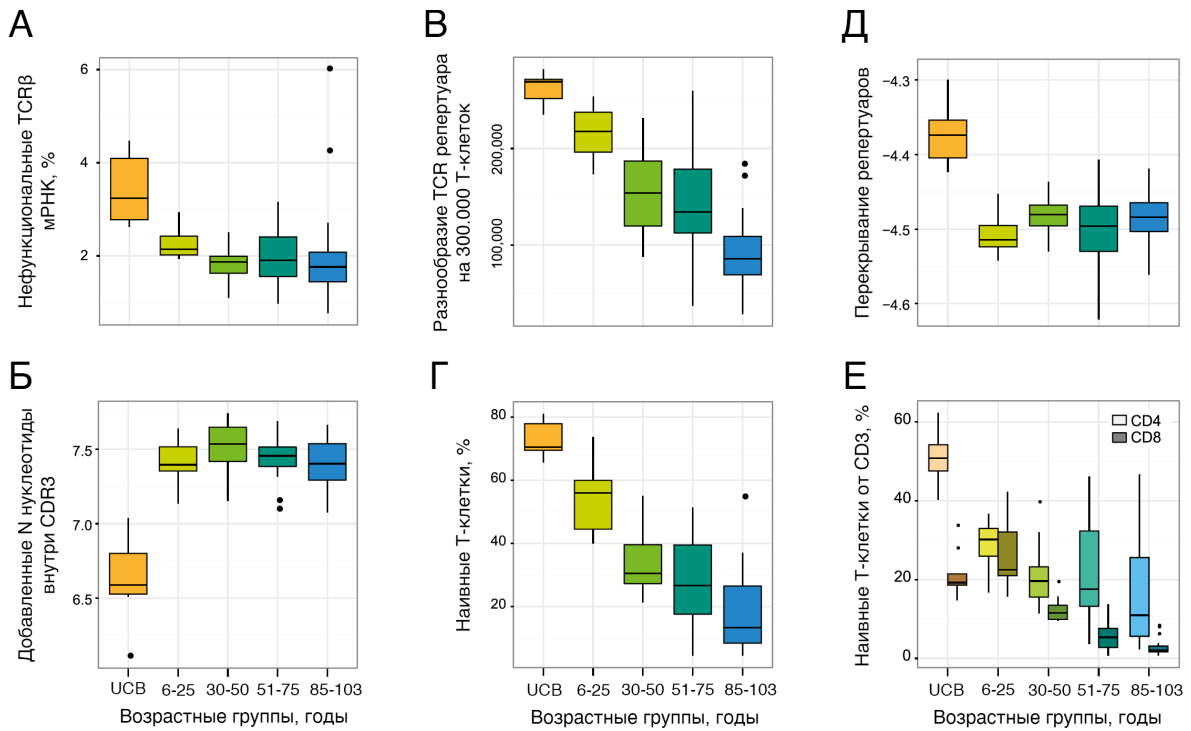 А
Нефункциональные TCRβ
мРНК, %
6
4
2
В
Разнообразие TCR репертуара
на 300.000 Т-клеток
200,000
100,000
Д
Перекрывание репертуаров
−4.3
−4.4
−4.5
−4.6
Б
Добавленные N нуклеотиды
внутри CDR3
7.5
7.0
6.5
UCB 6-25 30-50 51-75 85-103
Возрастные группы, годы
Г
Наивные Т-клетки, %
80
60
40
20
UCB 6-25 30-50 51-75 85-103
Возрастные группы, годы
Е
Наивные Т-клетки от CD3, %
60
40
20
0
CD4
CD8
UCB 6-25 30-50 51-75 85-103
Возрастные группы, годы